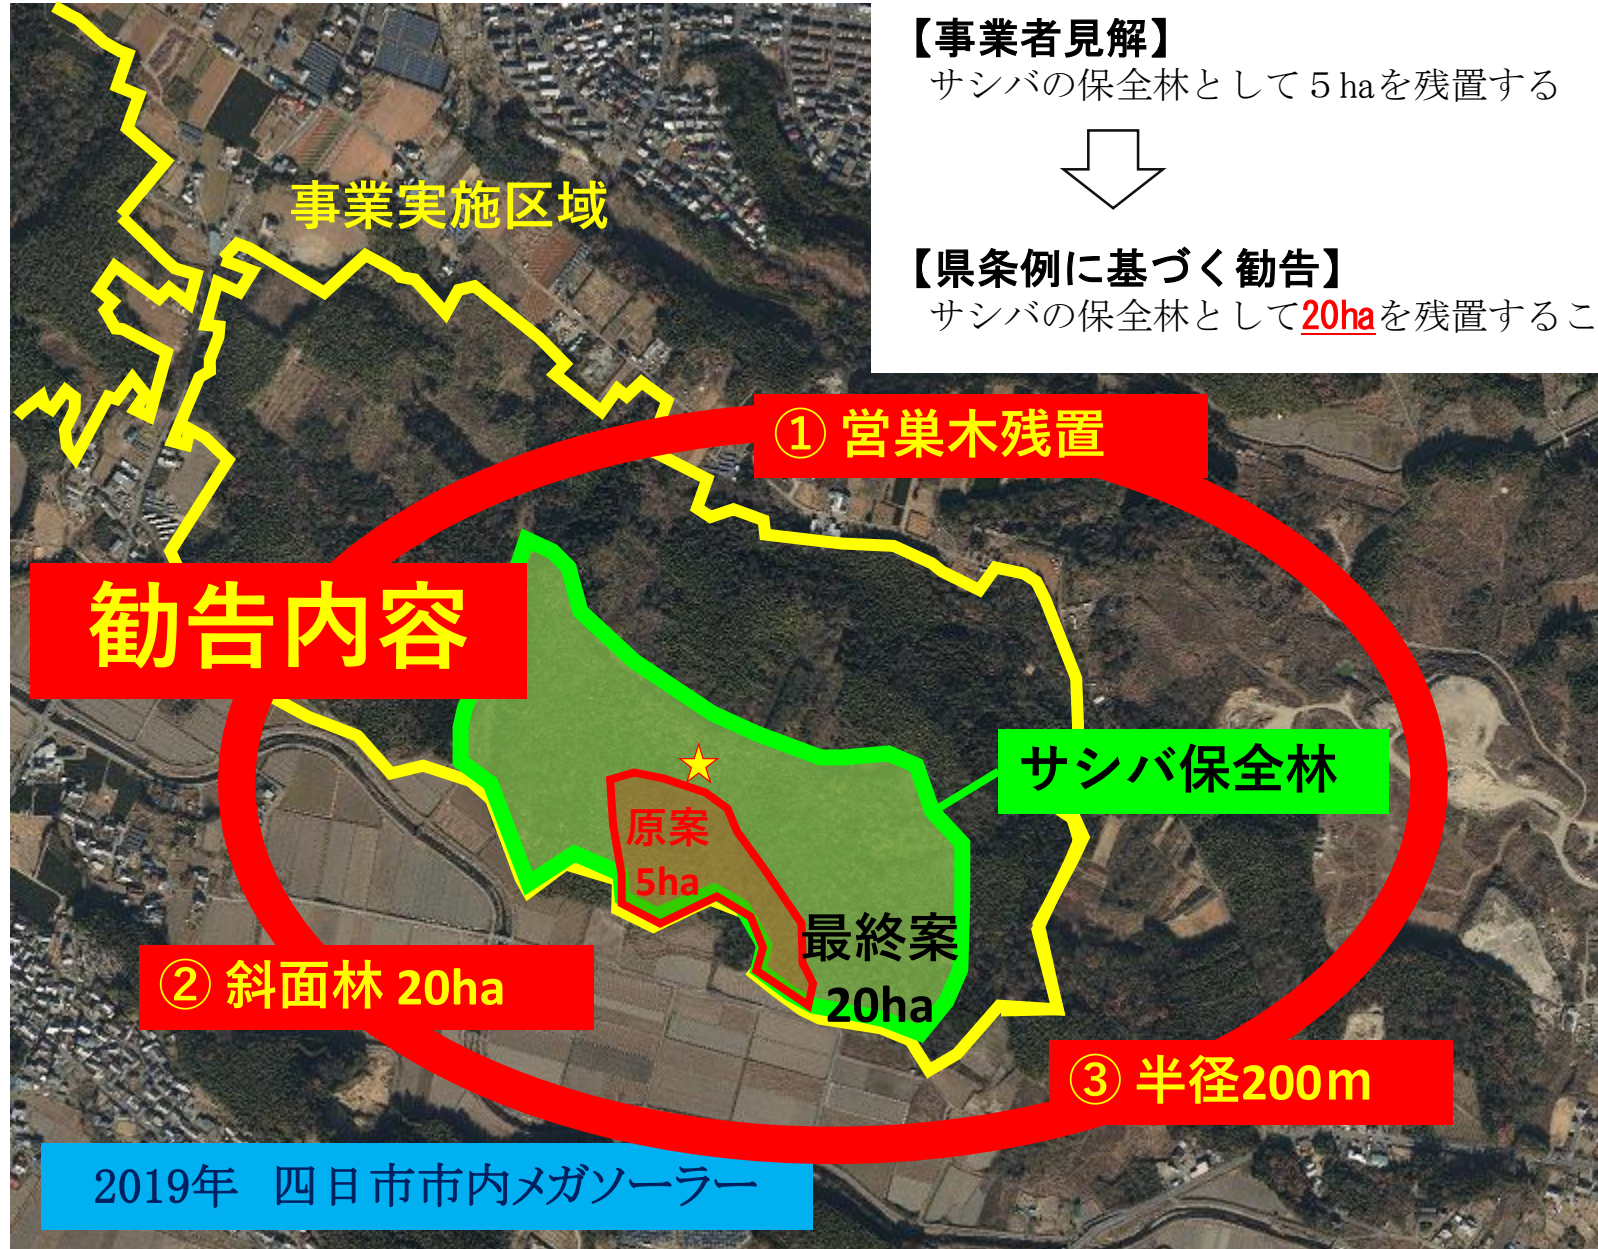 【事業者見解】
サシバの保全林として５haを残置する
【県条例に基づく勧告】
サシバの保全林として20haを残置するこ
事業実施区域
① 営巣木残置
勧告内容
サシバ保全林
原案
5ha
最終案
20ha
② 斜面林 20ha
③ 半径200ｍ
2019年　四日市市内メガソーラー